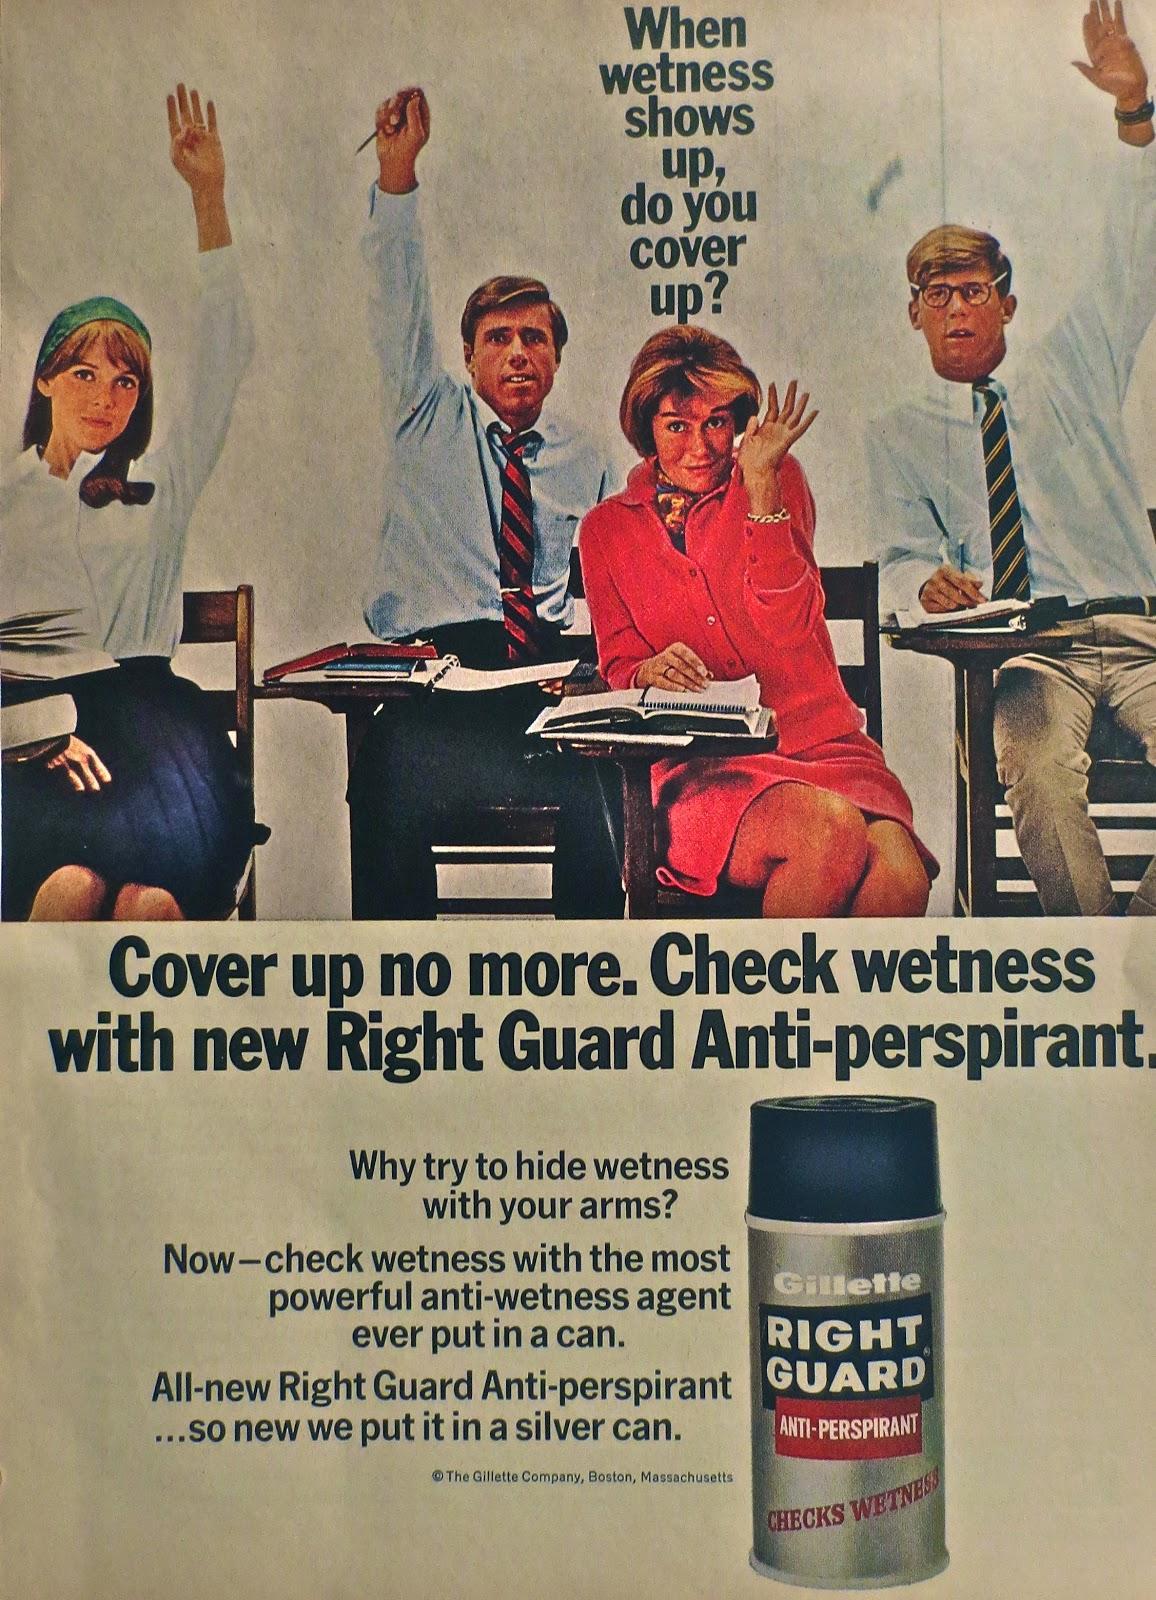 When
wetness
shows
up,
do you
cover
up?
Cover up no more. Check wetness
with new Right Guard Anti-perspirant.
Why try to hide wetness
with your arms?
Now—check wetness with the most
powerful anti-wetness agent
ever put in a can.
All-new Right Guard Anti-perspirant
...so new we put it in a silver can.
© The Gillette Company, Boston, Massachusetts
Gillette
RIGHT
GUARD®
ANTI-PERSPIRANT
CHECKS WETNESS